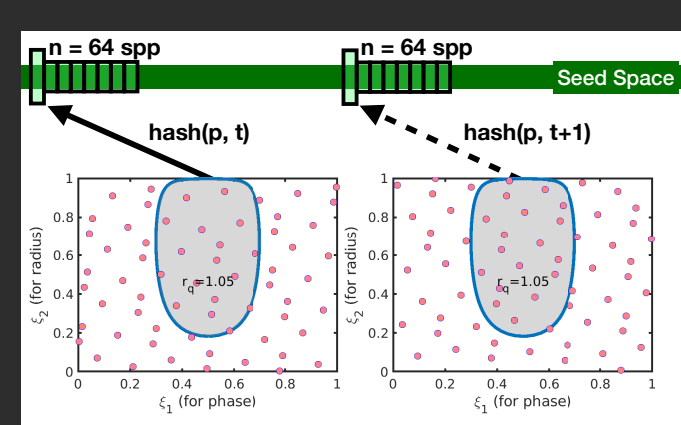 n = 64 spp
n = 64 spp
Seed Space
hash(p, t)
hash(p, t+1)
1
0.8
0.6
0.4
0.2
0
ξ2 (for radius)
rq=1.05
0
0.2
0.4
0.6
0.8
1
ξ1 (for phase)
1
0.8
0.6
0.4
0.2
0
ξ2 (for radius)
rq=1.05
0
0.2
0.4
0.6
0.8
1
ξ1 (for phase)